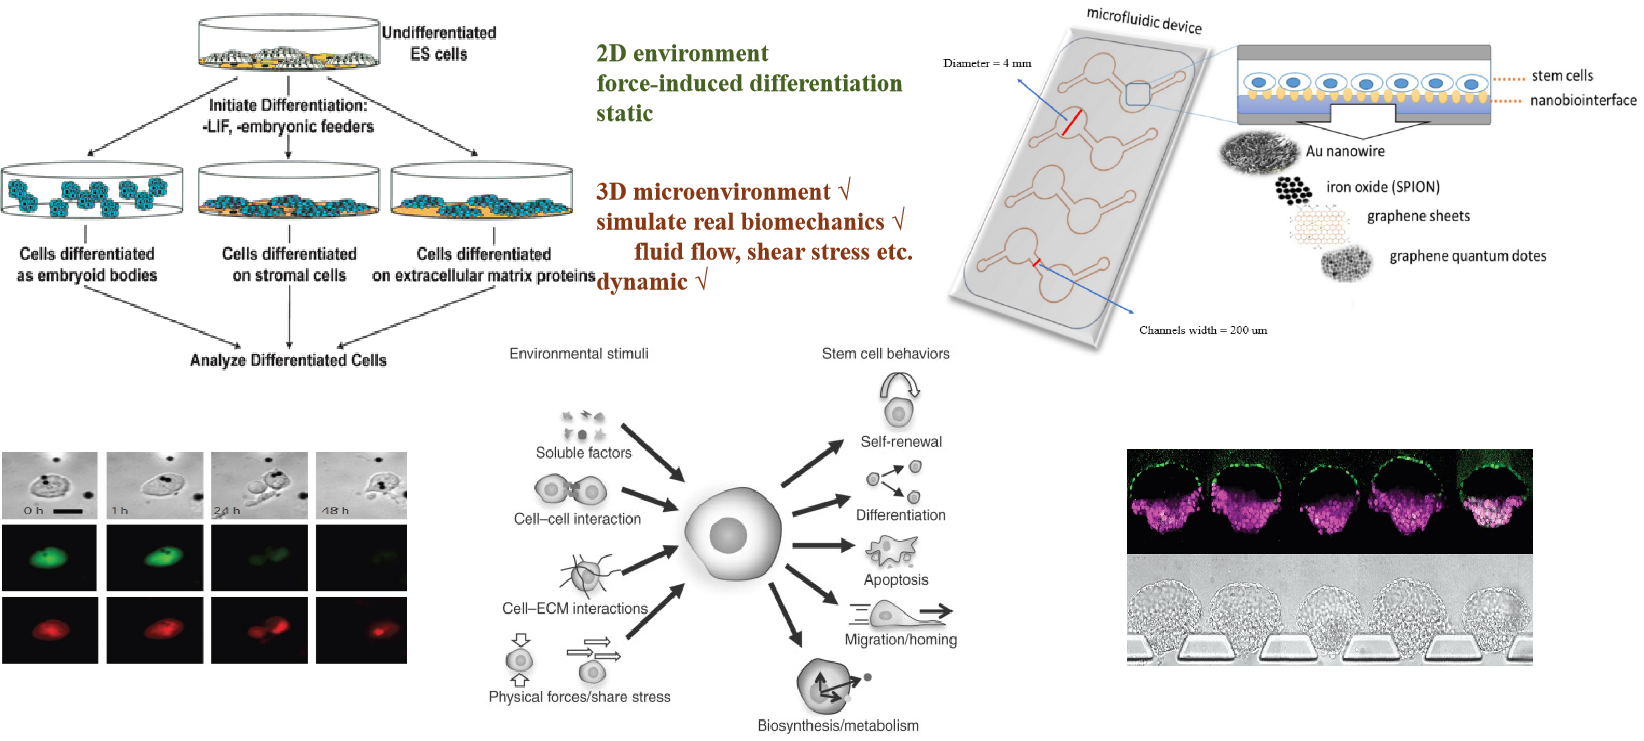 Undifferentiated
ES cells
Initiate Differentiation:
-LIF, -embryonic feeders
Cells differentiated
as embryoid bodies
Cells differentiated
on stromal cells
Cells differentiated
on extracellular matrix proteins
Analyze Differentiated Cells
2D environment
force-induced differentiation
static
3D microenvironment √
simulate real biomechanics √
fluid flow, shear stress etc.
dynamic √
microfluidic device
Diameter = 4 mm
Channels width = 200 um
stem cells
nanobiointerface
Au nanowire
iron oxide (SPION)
graphene sheets
graphene quantum dotes
0 h
1 h
24 h
48 h
Environmental stimuli
Soluble factors
Cell–cell interaction
Cell–ECM interactions
Physical forces/share stress
Stem cell behaviors
Self-renewal
Differentiation
Apoptosis
Migration/homing
Biosynthesis/metabolism